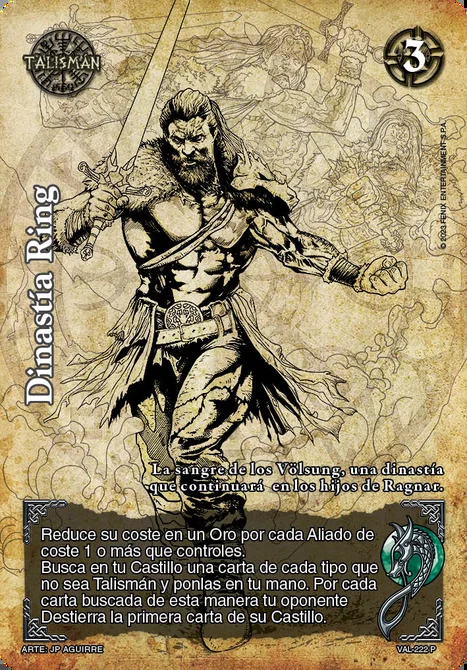 TALISMÁN
3
Dinastía Ring
© 2023 FENIX ENTERTAINMENT S.P.A.
La sangre de los Völsung, una dinastía
que continuará en los hijos de Ragnar.
Reduce su coste en un Oro por cada Aliado de
coste 1 o más que controles.
Busca en tu Castillo una carta de cada tipo que
no sea Talismán y ponlas en tu mano. Por cada
carta buscada de esta manera tu oponente
Destierra la primera carta de su Castillo.
ARTE: JP AGUIRRE
VAL-222 P